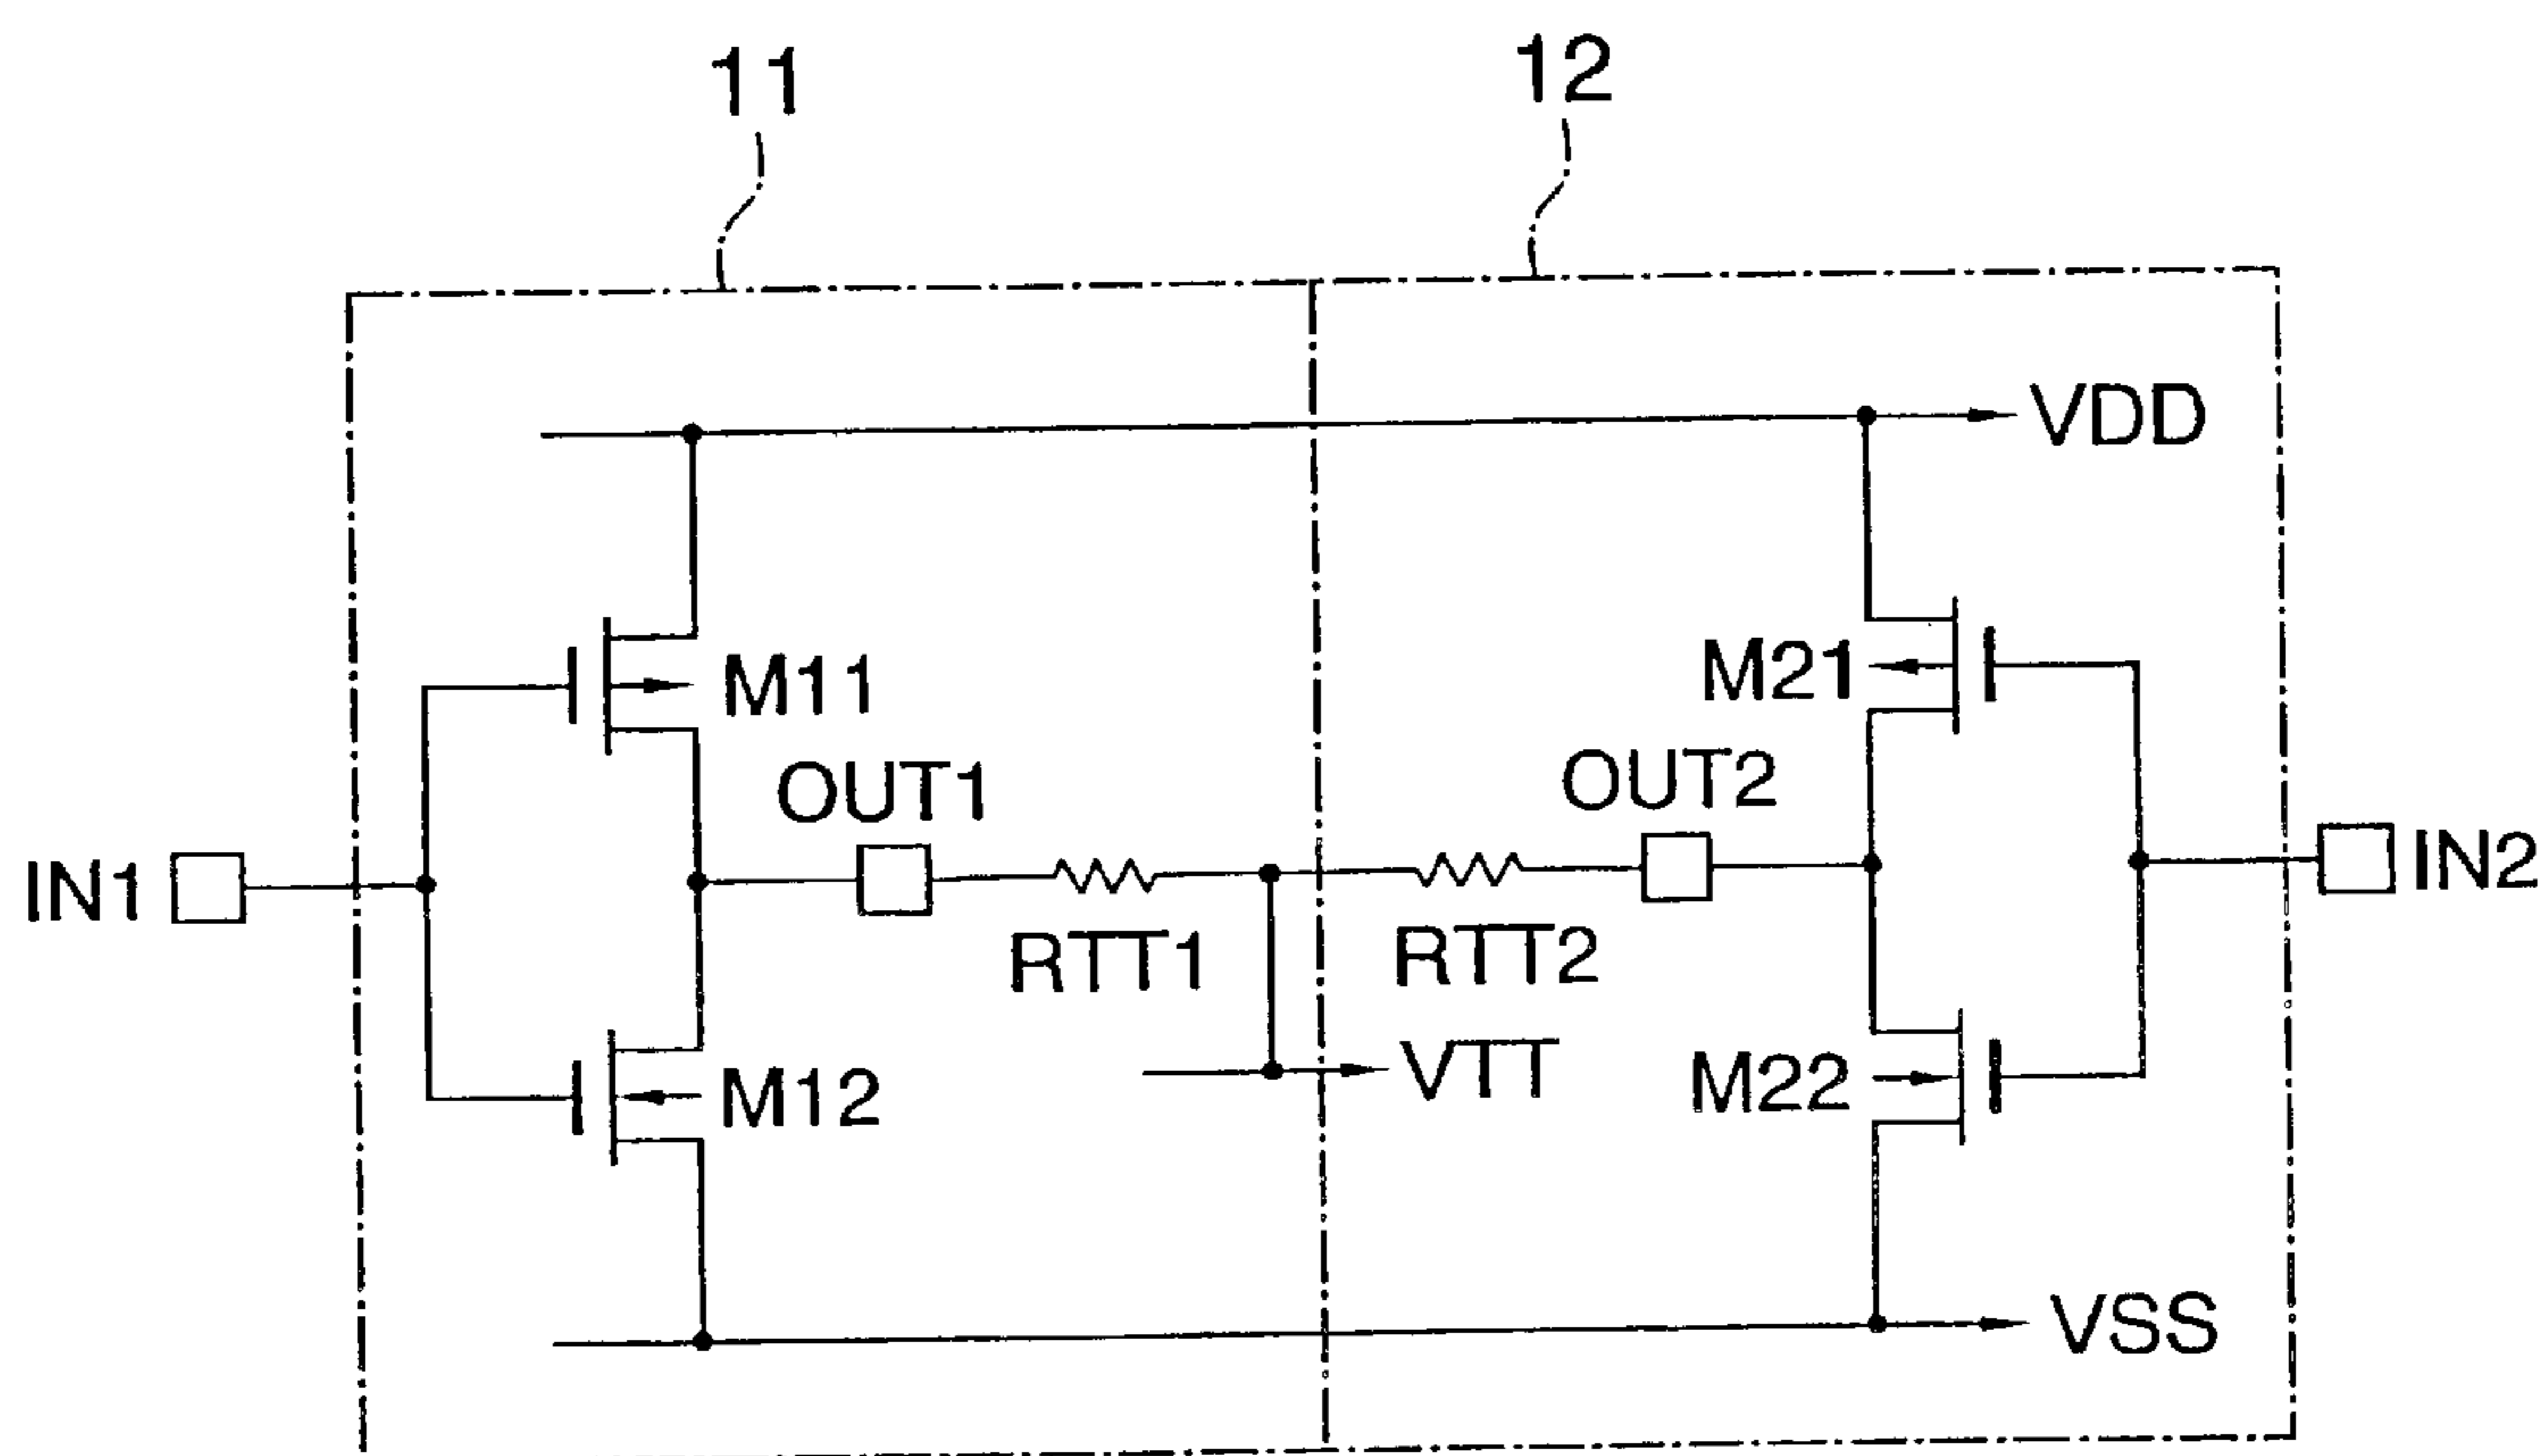 11
12
VDD
M11
M21
OUT1
OUT2
IN1
IN2
RTT1
RTT2
VTT
M12
M22
VSS